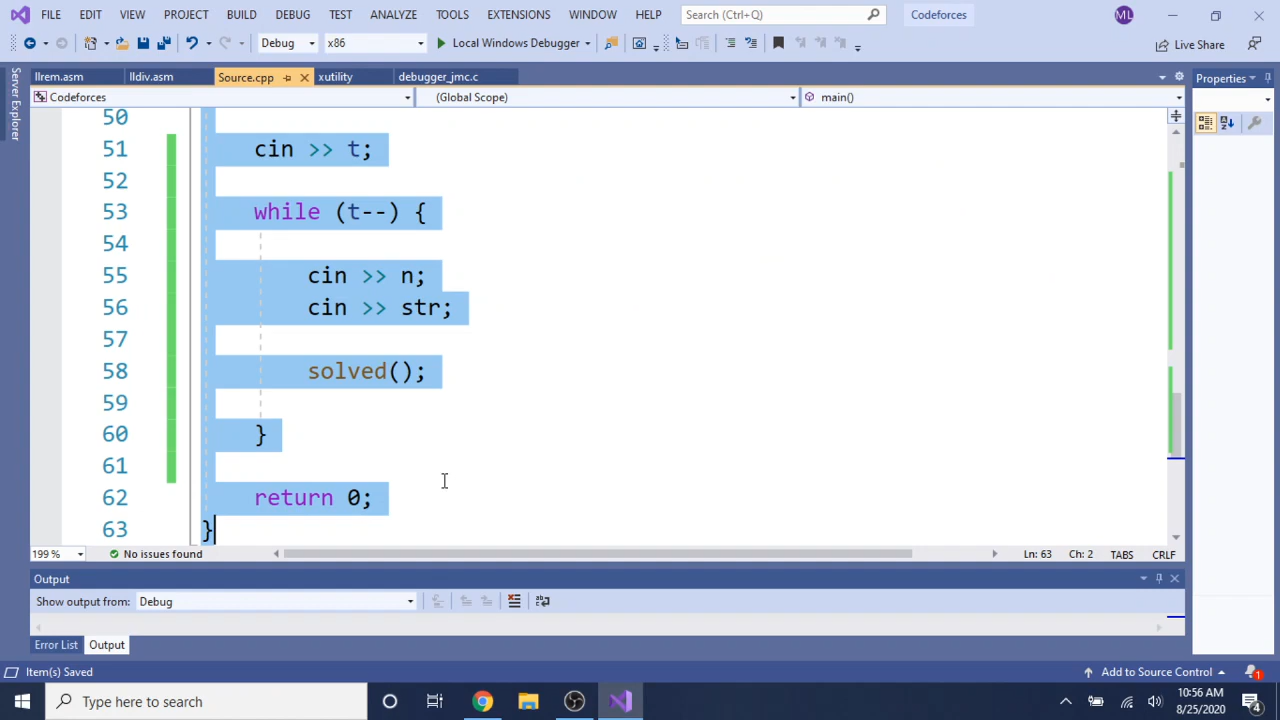 FILE EDIT VIEW PROJECT BUILD DEBUG TEST ANALYZE TOOLS EXTENSIONS WINDOW HELP Search (Ctrl+Q) Codeforces ML
Debug x86 Local Windows Debugger Live Share
Server Explorer
llrem.asm lldiv.asm Source.cpp xutility debugger_jmc.c Properties
Codeforces (Global Scope) main()
50
51 cin >> t;
52
53 while (t--) {
54
55 cin >> n;
56 cin >> str;
57
58 solved();
59
60 }
61
62 return 0;
63 }
199 % No issues found Ln: 63 Ch: 2 TABS CRLF
Output
Show output from: Debug
Error List Output
Item(s) Saved Add to Source Control 1
Type here to search 10:56 AM
8/25/2020 4